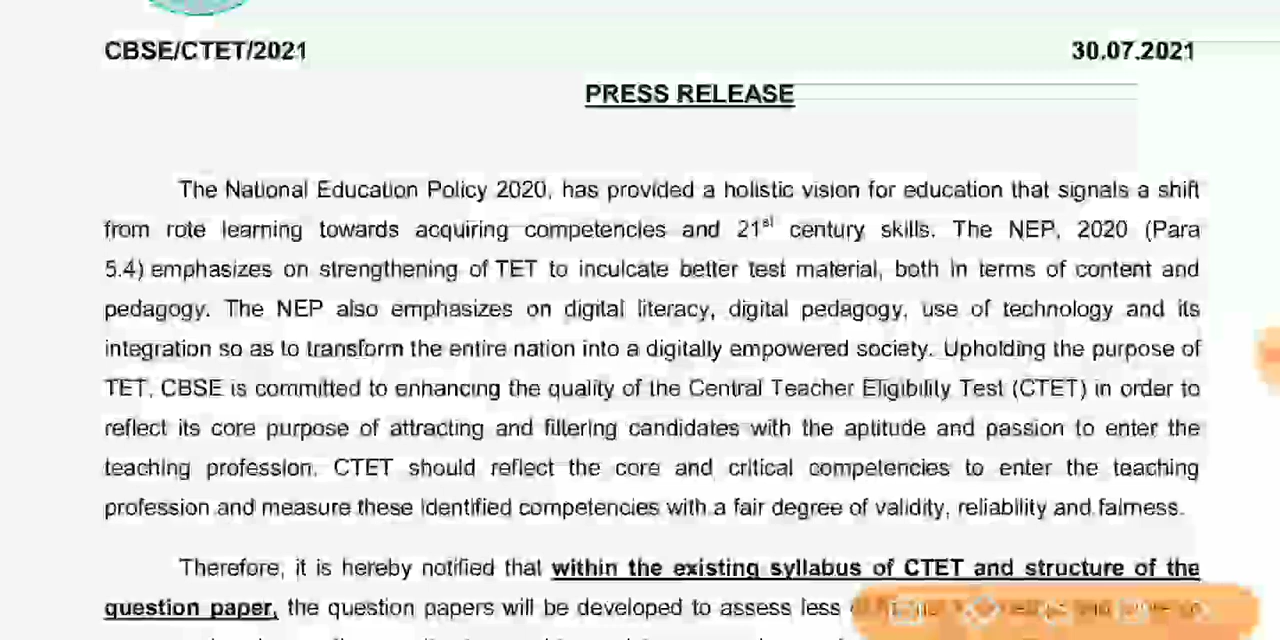 CBSE/CTET/2021 30.07.2021
PRESS RELEASE
The National Education Policy 2020, has provided a holistic vision for education that signals a shift
from rote learning towards acquiring competencies and 21st century skills. The NEP, 2020 (Para
5.4) emphasizes on strengthening of TET to inculcate better test material, both in terms of content and
pedagogy. The NEP also emphasizes on digital literacy, digital pedagogy, use of technology and its
integration so as to transform the entire nation into a digitally empowered society. Upholding the purpose of
TET, CBSE is committed to enhancing the quality of the Central Teacher Eligibility Test (CTET) in order to
reflect its core purpose of attracting and filtering candidates with the aptitude and passion to enter the
teaching profession. CTET should reflect the core and critical competencies to enter the teaching
profession and measure these identified competencies with a fair degree of validity, reliability and fairness.
Therefore, it is hereby notified that within the existing syllabus of CTET and structure of the
question paper, the question papers will be developed to assess less